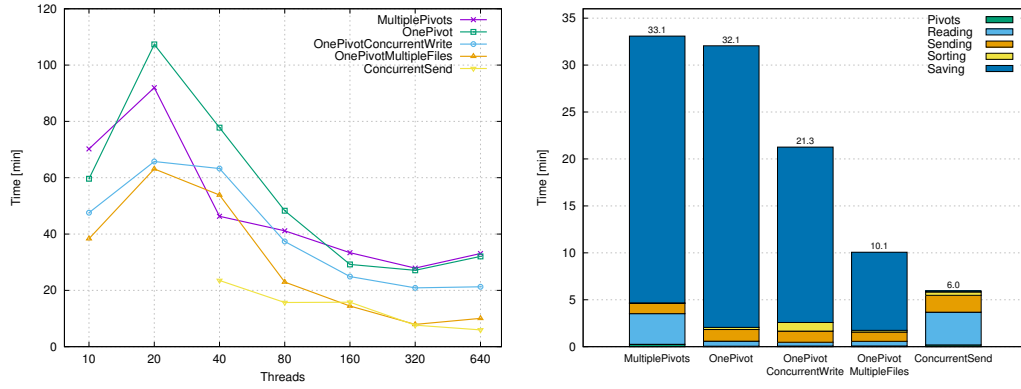 120
100
80
60
40
20
0
Time [min]
10 20 40 80 160 320 640
Threads
MultiplePivots
OnePivot
OnePivotConcurrentWrite
OnePivotMultipleFiles
ConcurrentSend
35
30
25
20
15
10
5
0
Time [min]
33.1
32.1
21.3
10.1
6.0
Pivots
Reading
Sending
Sorting
Saving
MultiplePivots
OnePivot
OnePivot
ConcurrentWrite
OnePivot
MultipleFiles
ConcurrentSend